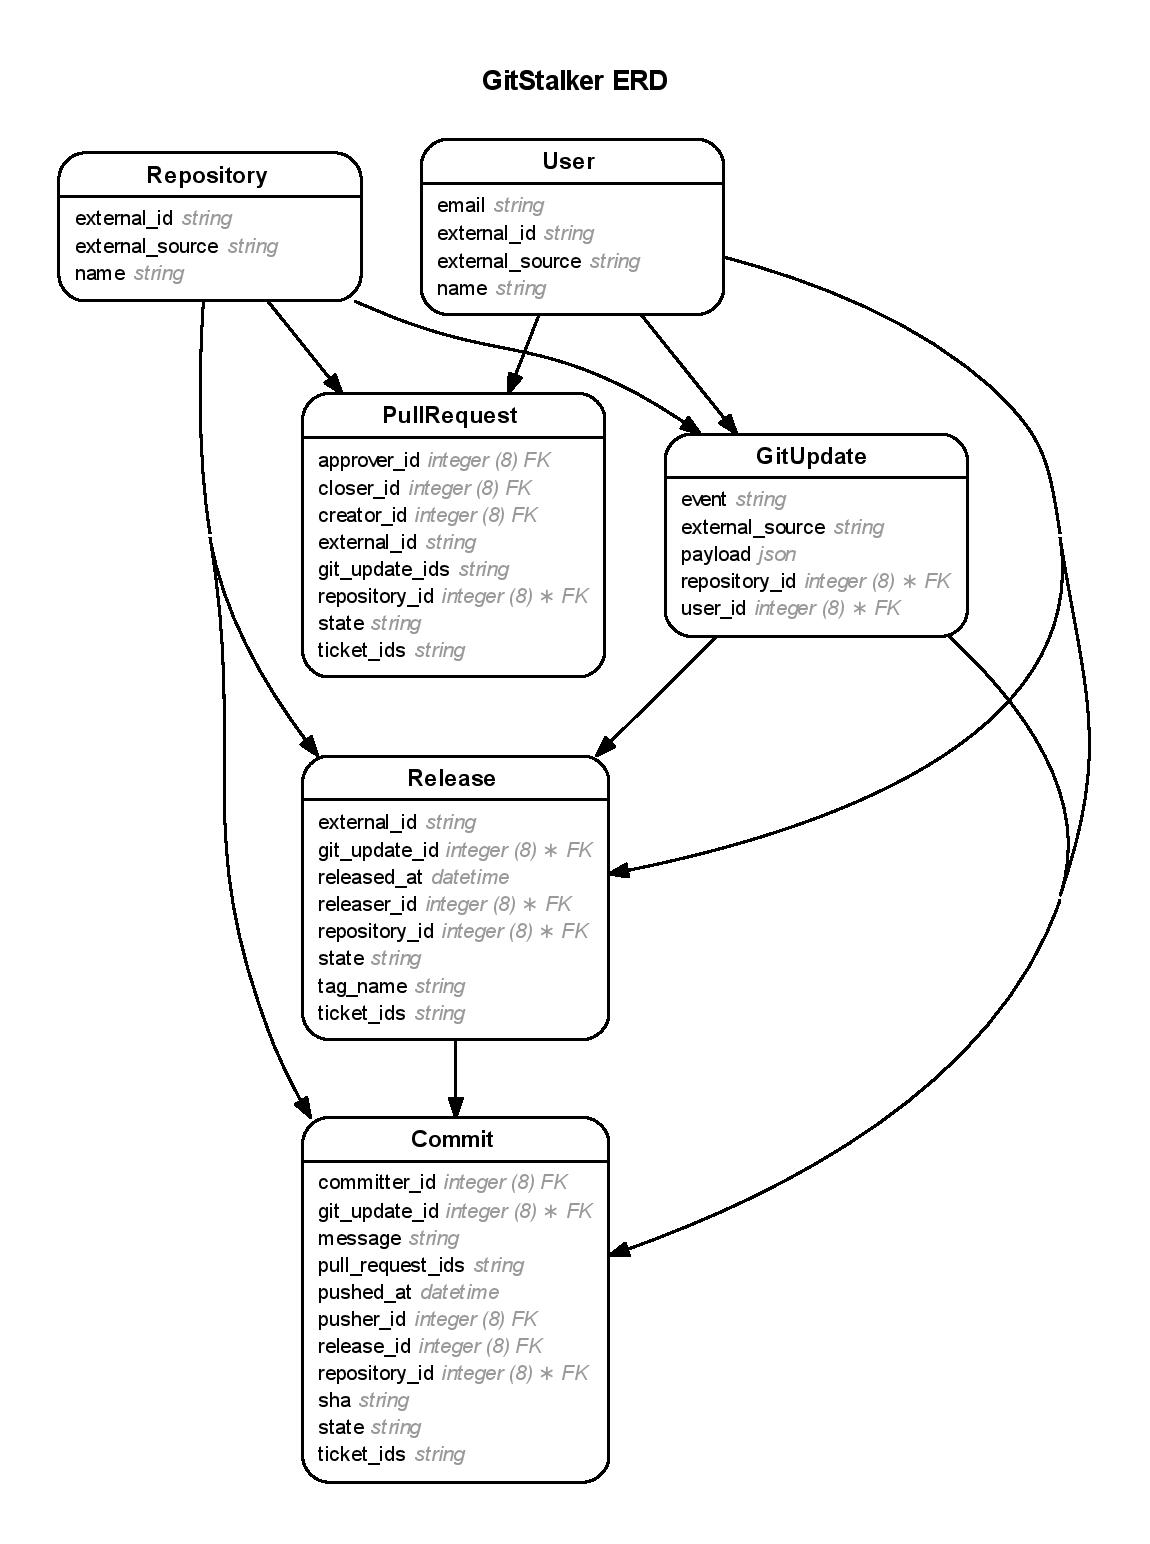 GitStalker ERD
Repository
external_id string
external_source string
name string
User
email string
external_id string
external_source string
name string
PullRequest
approver_id integer (8) FK
closer_id integer (8) FK
creator_id integer (8) FK
external_id string
git_update_ids string
repository_id integer (8) ∗ FK
state string
ticket_ids string
GitUpdate
event string
external_source string
payload json
repository_id integer (8) ∗ FK
user_id integer (8) ∗ FK
Release
external_id string
git_update_id integer (8) ∗ FK
released_at datetime
releaser_id integer (8) ∗ FK
repository_id integer (8) ∗ FK
state string
tag_name string
ticket_ids string
Commit
committer_id integer (8) FK
git_update_id integer (8) ∗ FK
message string
pull_request_ids string
pushed_at datetime
pusher_id integer (8) FK
release_id integer (8) FK
repository_id integer (8) ∗ FK
sha string
state string
ticket_ids string